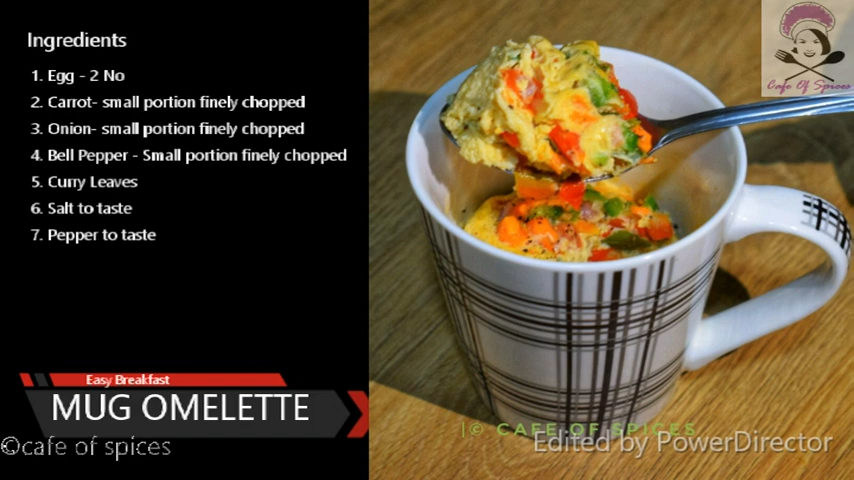 Ingredients
1. Egg - 2 No
2. Carrot- small portion finely chopped
3. Onion- small portion finely chopped
4. Bell Pepper - Small portion finely chopped
5. Curry Leaves
6. Salt to taste
7. Pepper to taste
Easy Breakfast
MUG OMELETTE
©cafe of spices
Cafe Of Spices
|© CAFE OF SPICES
Edited by PowerDirector